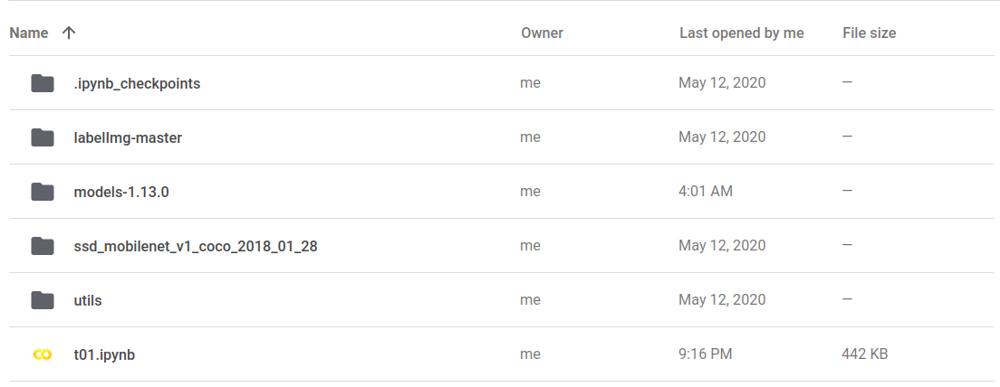 Name Owner Last opened by me File size
.ipynb_checkpoints me May 12, 2020 —
labelImg-master me May 12, 2020 —
models-1.13.0 me 4:01 AM —
ssd_mobilenet_v1_coco_2018_01_28 me May 12, 2020 —
utils me May 12, 2020 —
t01.ipynb me 9:16 PM 442 KB